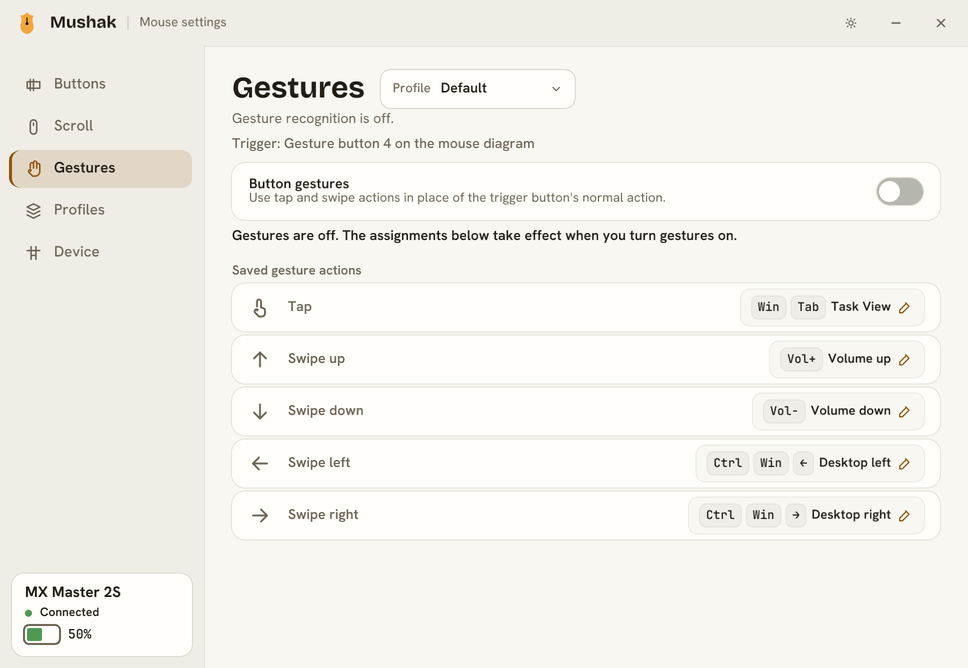 Mushak | Mouse settings
Buttons
Scroll
Gestures
Profiles
Device
Gestures
Profile Default
Gesture recognition is off.
Trigger: Gesture button 4 on the mouse diagram
Button gestures
Use tap and swipe actions in place of the trigger button's normal action.
Gestures are off. The assignments below take effect when you turn gestures on.
Saved gesture actions
Tap Win Tab Task View
Swipe up Vol+ Volume up
Swipe down Vol- Volume down
Swipe left Ctrl Win ← Desktop left
Swipe right Ctrl Win → Desktop right
MX Master 2S
Connected
50%